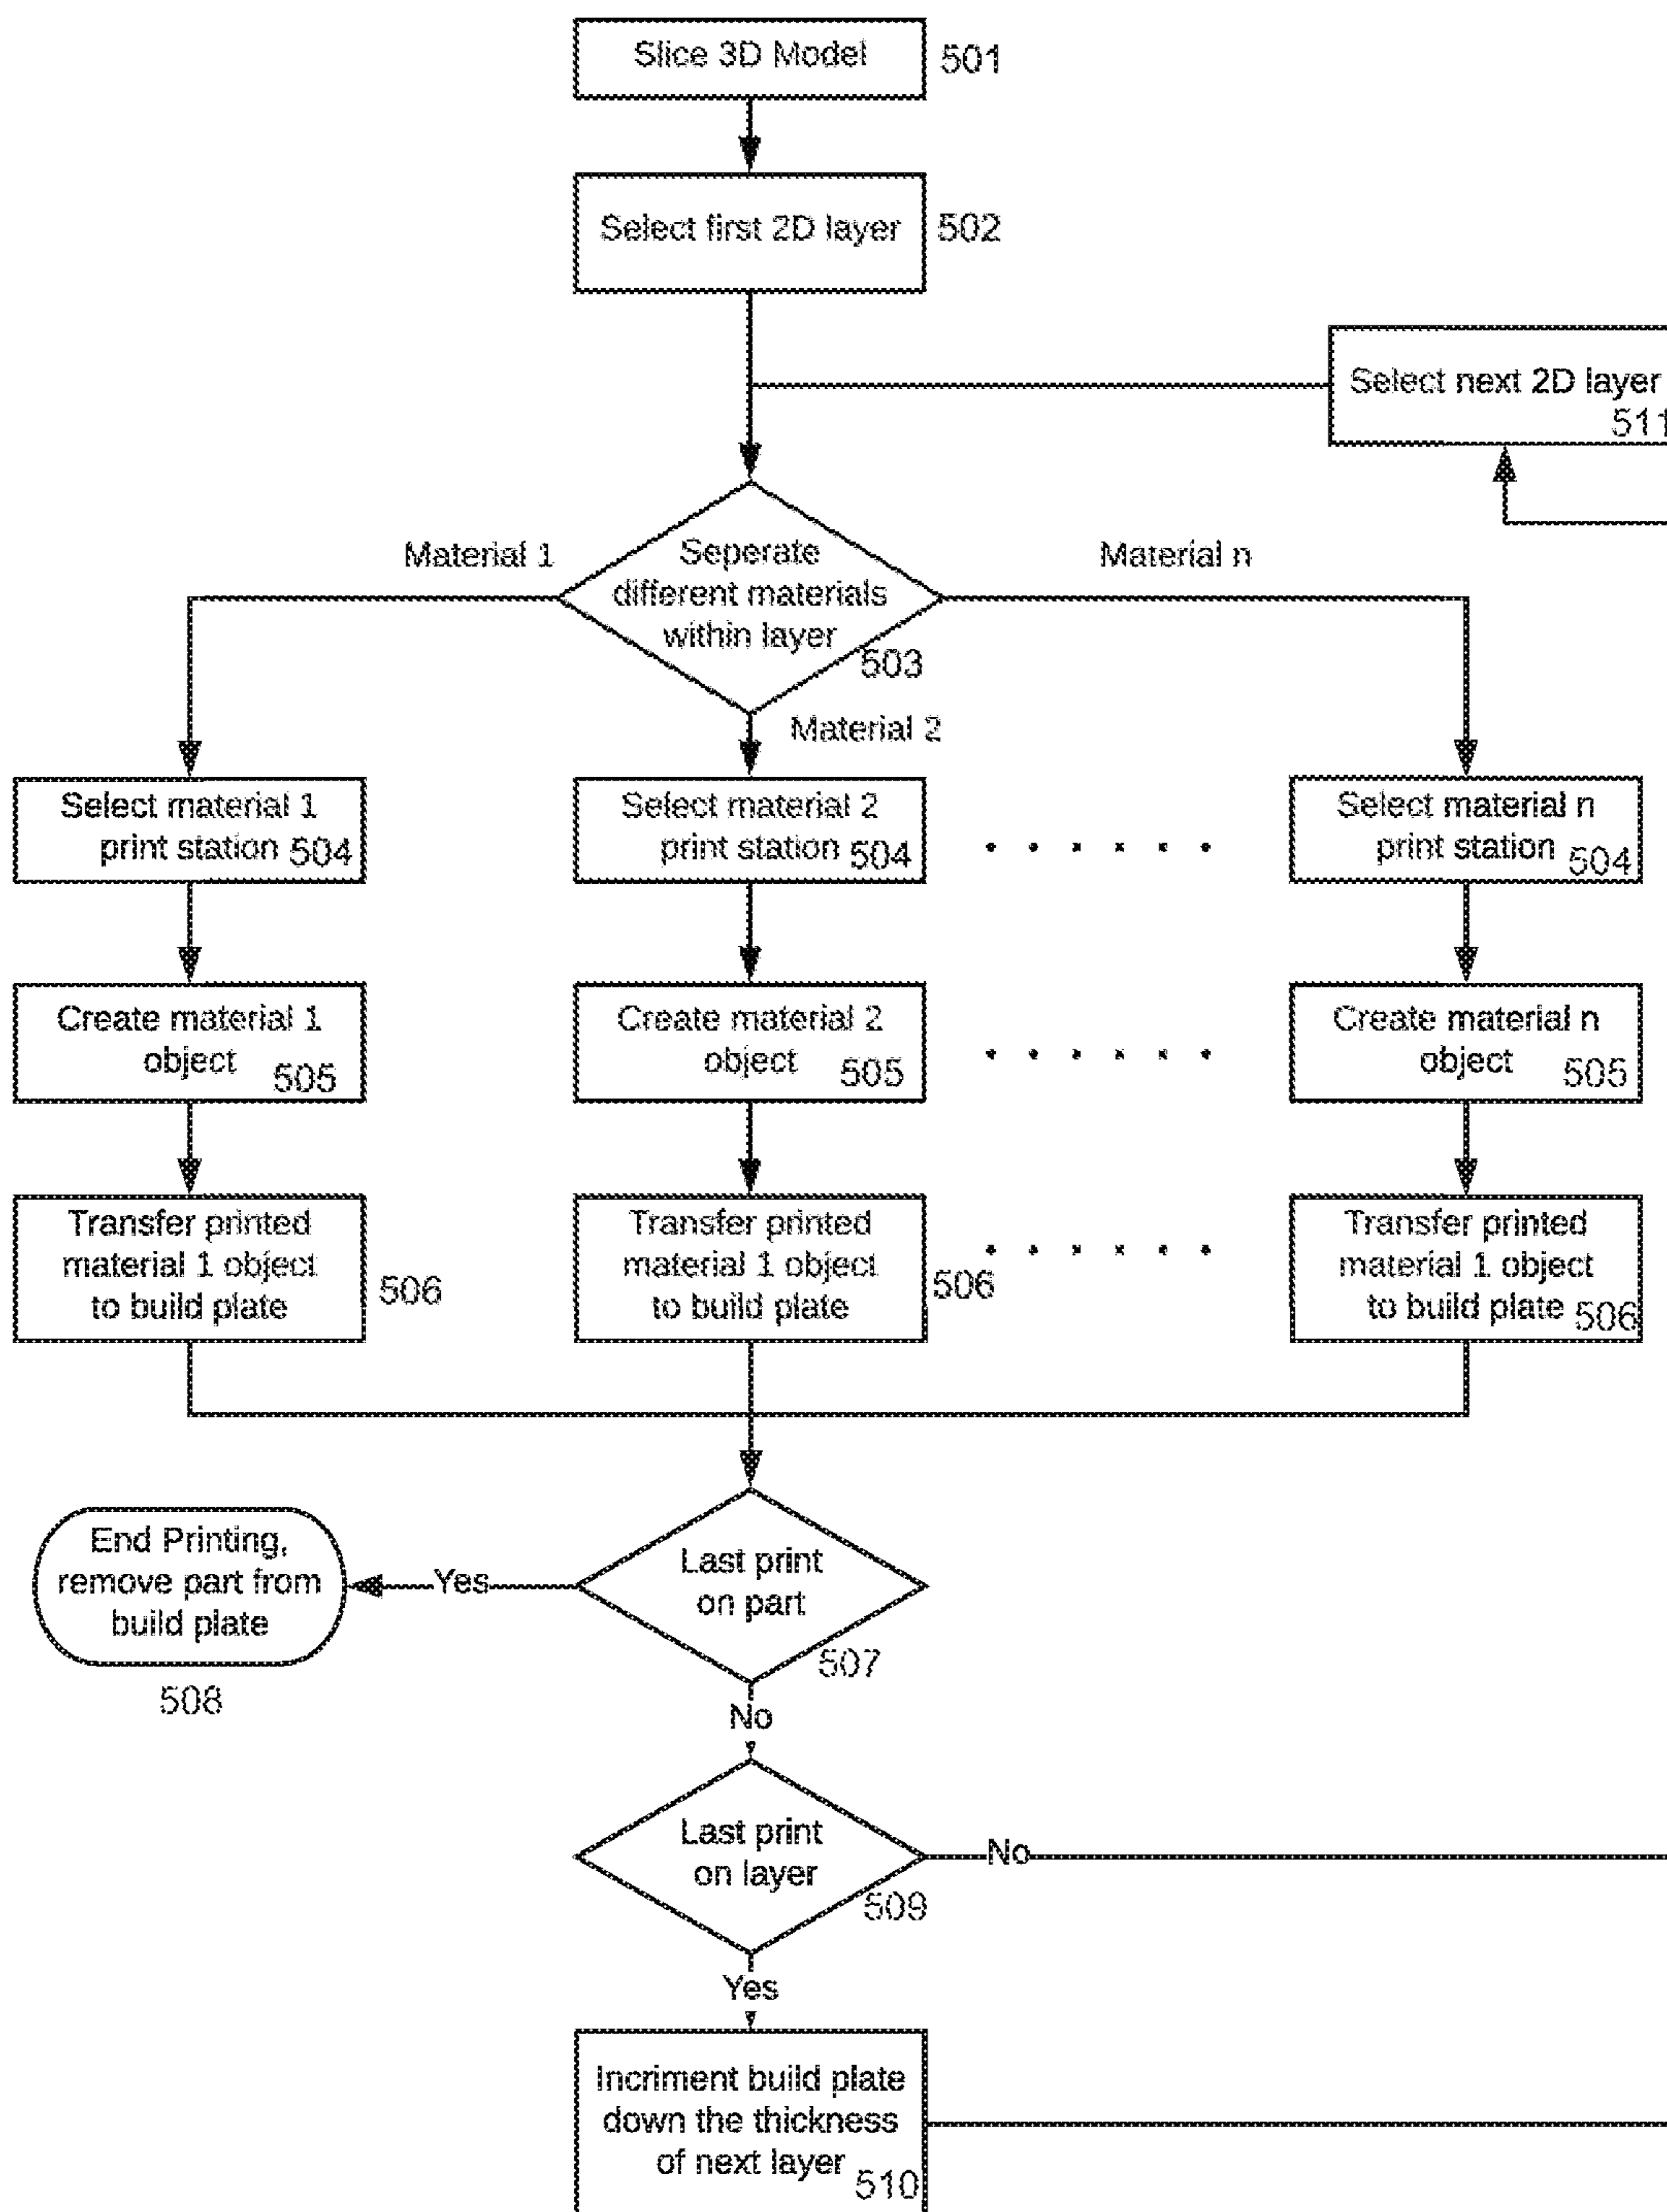 Slice 3D Model
501
Select first 2D layer
502
Select next 2D layer
511
Material 1
Seperate
different materials
within layer
503
Material n
Material 2
Select material 1
print station 504
Select material 2
print station 504
Select material n
print station 504
Create material 1
object 505
Create material 2
object 505
Create material n
object 505
Transfer printed
material 1 object
to build plate
506
Transfer printed
material 1 object
to build plate
506
Transfer printed
material 1 object
to build plate 506
End Printing,
remove part from
build plate
508
Yes
Last print
on part
507
No
Last print
on layer
509
No
Yes
Incriment build plate
down the thickness
of next layer
510